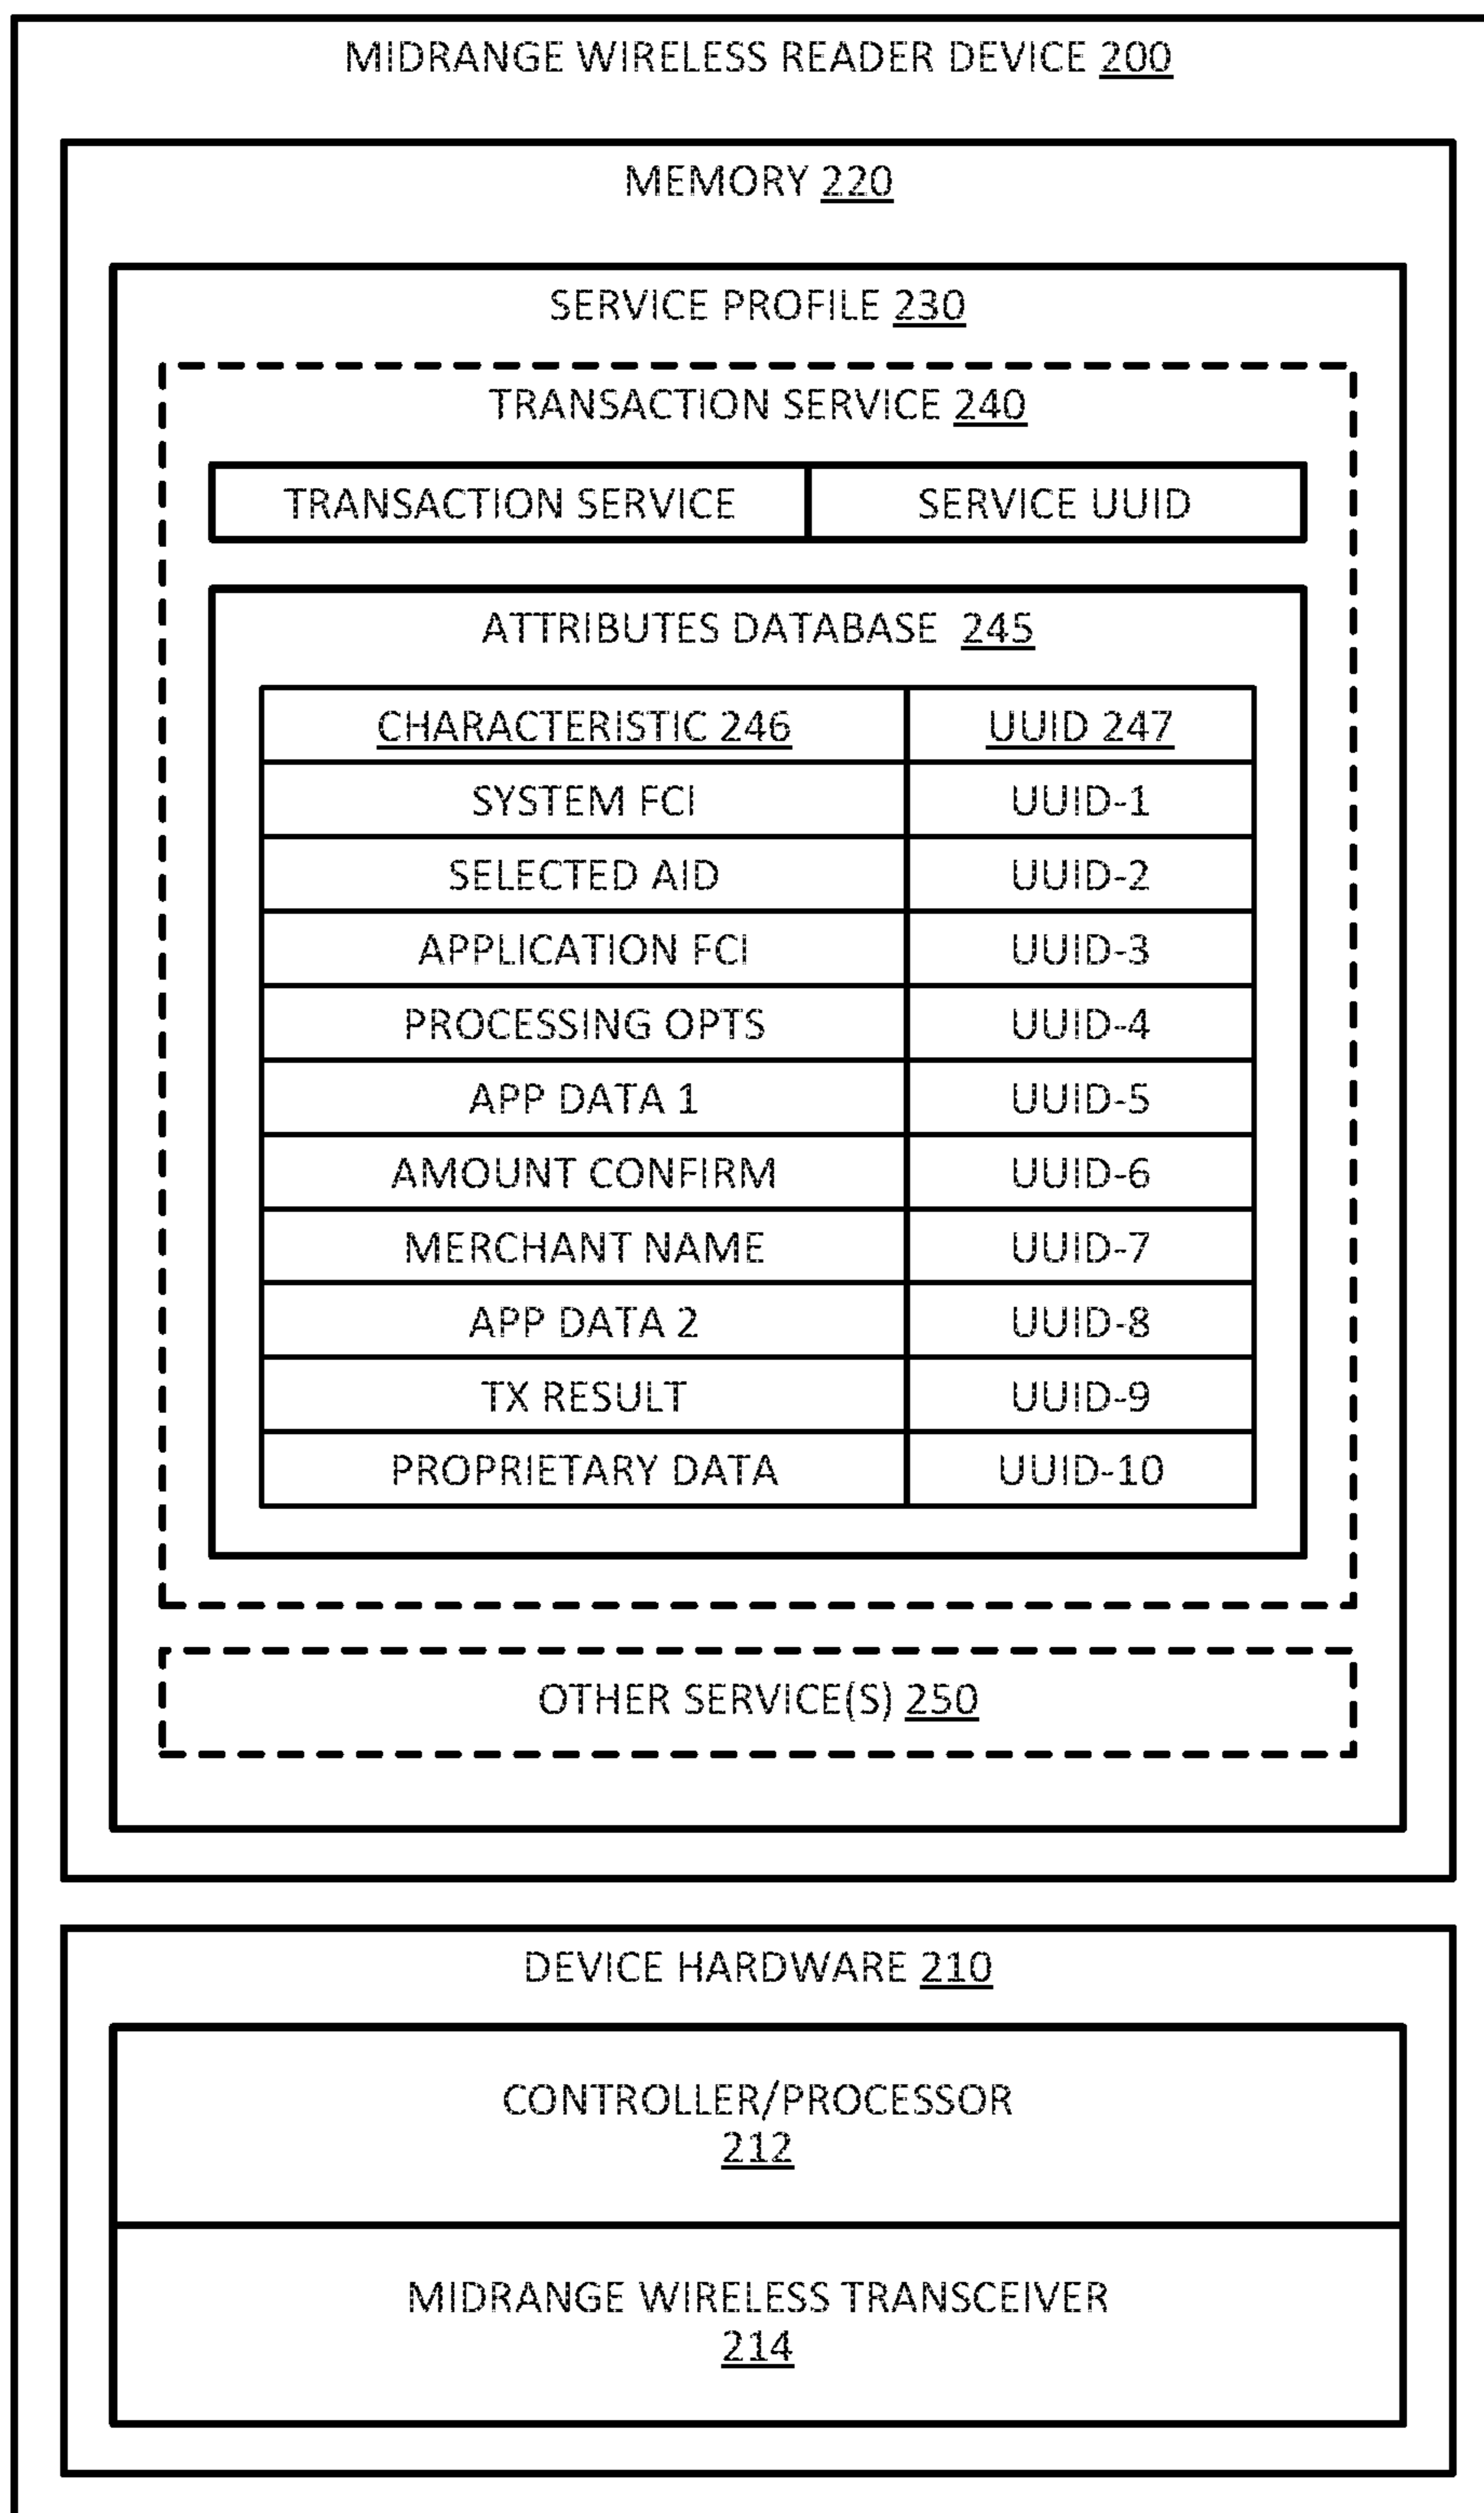 MIDRANGE WIRELESS READER DEVICE 200
MEMORY 220
SERVICE PROFILE 230
TRANSACTION SERVICE 240
TRANSACTION SERVICE SERVICE UUID
ATTRIBUTES DATABASE 245
CHARACTERISTIC 246 UUID 247
SYSTEM FCI UUID-1
SELECTED AID UUID-2
APPLICATION FCI UUID-3
PROCESSING OPTS UUID-4
APP DATA 1 UUID-5
AMOUNT CONFIRM UUID-6
MERCHANT NAME UUID-7
APP DATA 2 UUID-8
TX RESULT UUID-9
PROPRIETARY DATA UUID-10
OTHER SERVICE(S) 250
DEVICE HARDWARE 210
CONTROLLER/PROCESSOR
212
MIDRANGE WIRELESS TRANSCEIVER
214